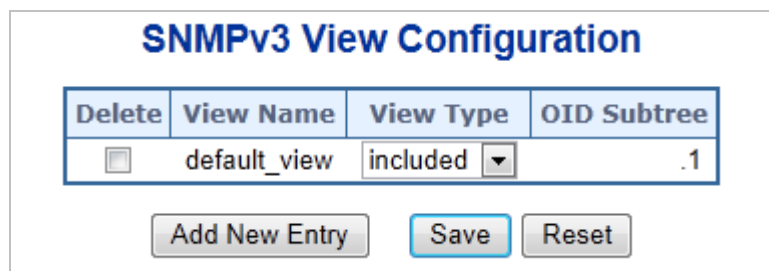 SNMPv3 View Configuration
Delete View Name View Type OID Subtree
default_view included .1
Add New Entry Save Reset